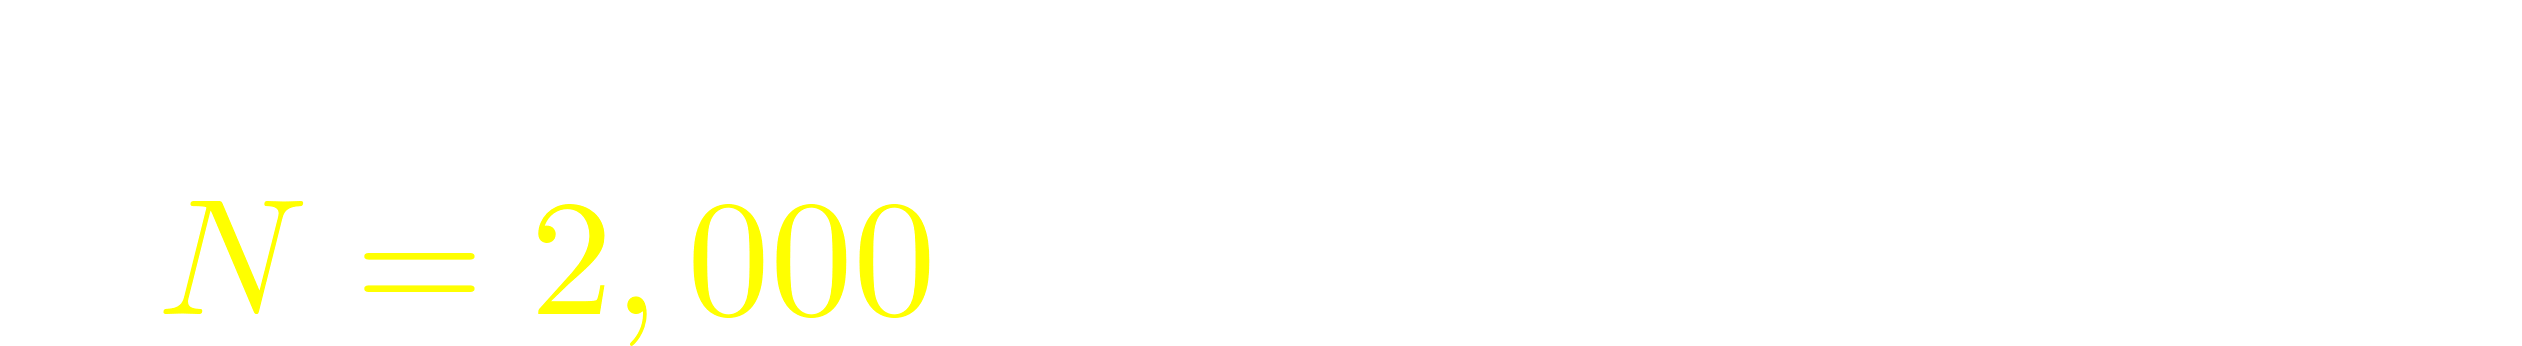 N = 2,000